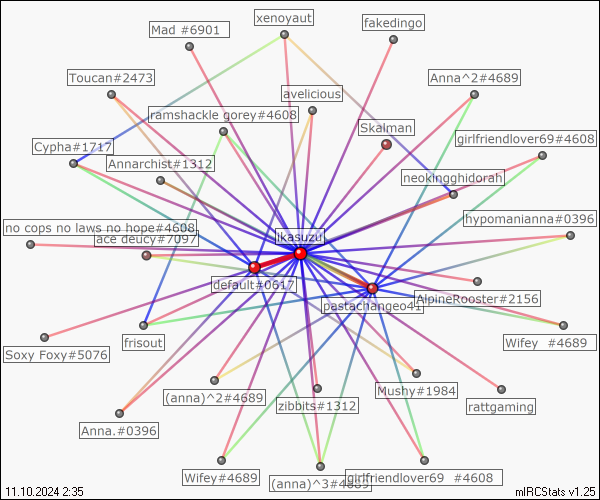 xenoyaut
fakedingo
Mad #6901
Toucan#2473
Anna^2#4689
avelicious
ramshackle gorey#4608
Skalman
girlfriendlover69#4608
Cypha#1717
Annarchist#1312
neokingghidorah
hypomanianna#0396
no cops no laws no hope#4608
ace deucy#7097
ikasuzu
default#0617
pastachangeo41
AlpineRooster#2156
Soxy Foxy#5076
frisout
Wifey #4689
(anna)^2#4689
zibbits#1312
Mushy#1984
rattgaming
Anna.#0396
Wifey#4689
(anna)^3#4689
girlfriendlover69 #4608
11.10.2024 2:35
mIRCStats v1.25